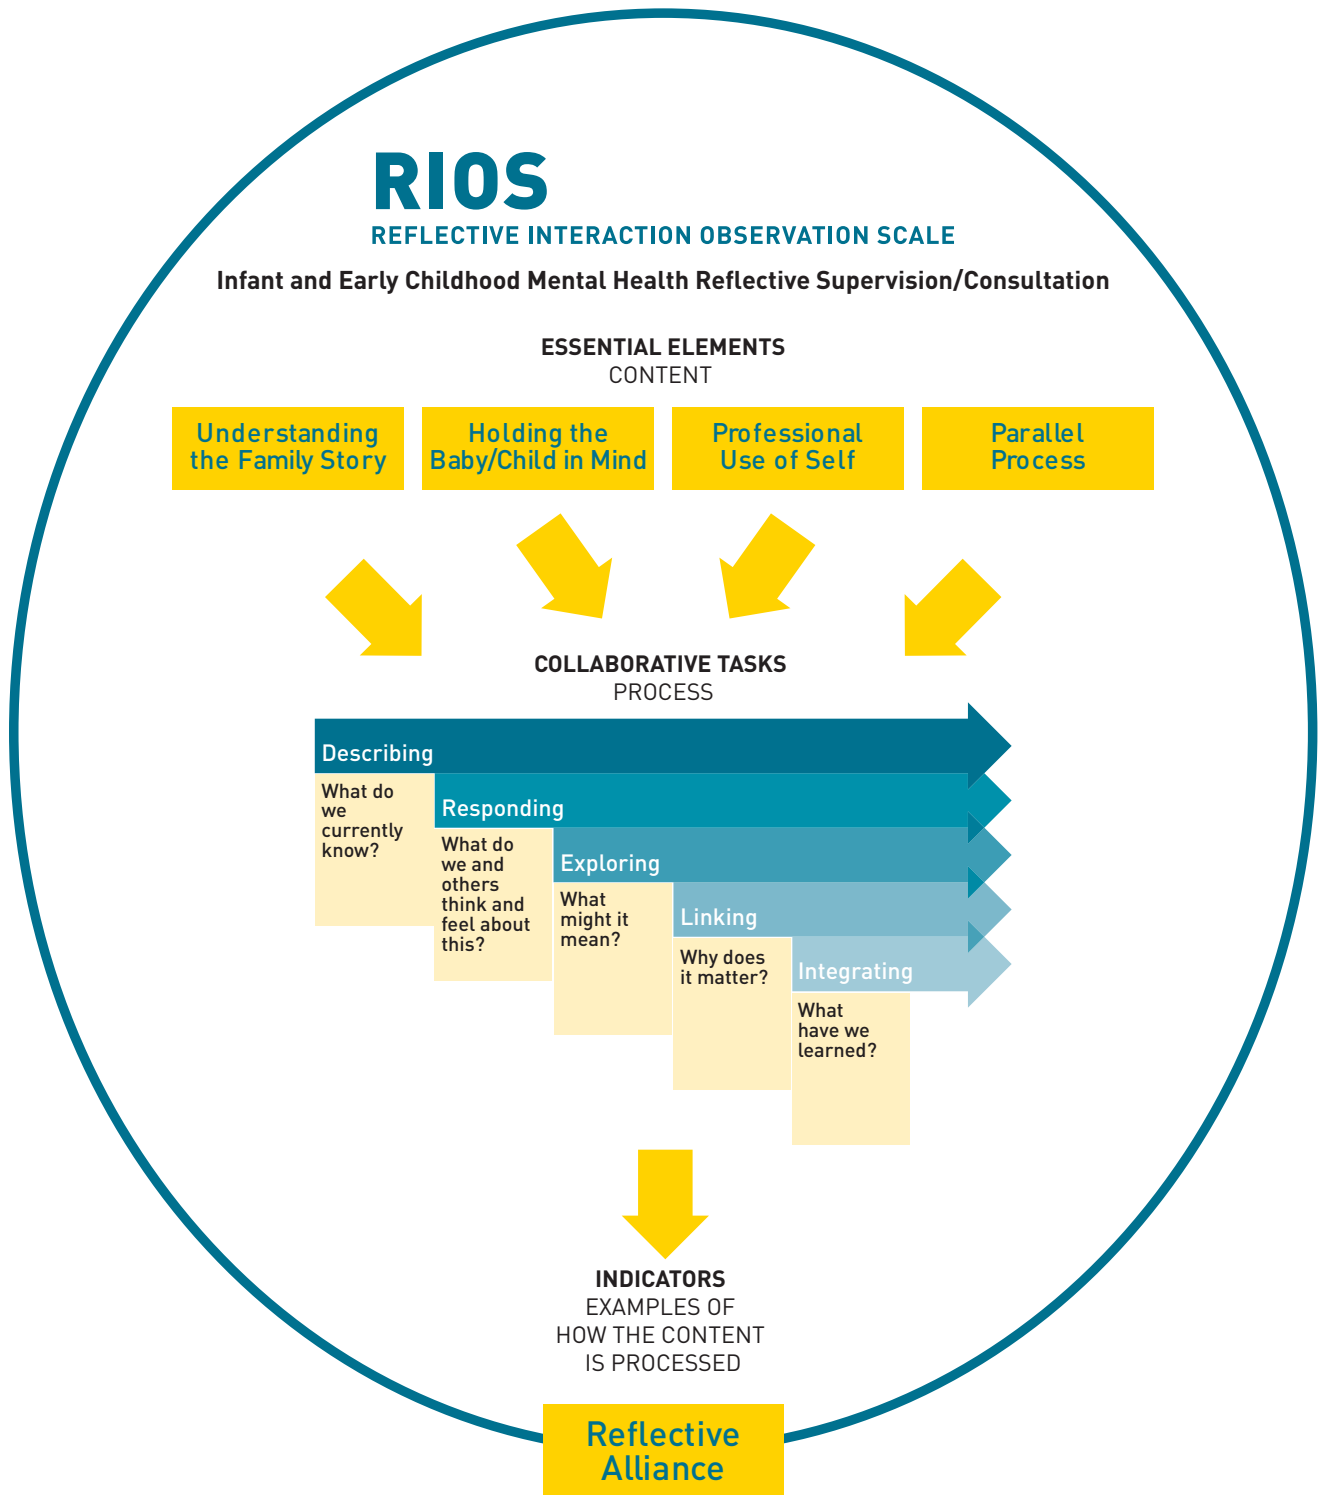 RIOS
REFLECTIVE INTERACTION OBSERVATION SCALE
Infant and Early Childhood Mental Health Reflective Supervision/Consultation
ESSENTIAL ELEMENTS
CONTENT
Understanding
the Family Story
Holding the
Baby/Child in Mind
Professional
Use of Self
Parallel
Process
COLLABORATIVE TASKS
PROCESS
Describing
What do
we
currently
know?
Responding
What do
we and
others
think and
feel about
this?
Exploring
What
might it
mean?
Linking
Why does
it matter?
Integrating
What
have we
learned?
INDICATORS
EXAMPLES OF
HOW THE CONTENT
IS PROCESSED
Reflective
Alliance